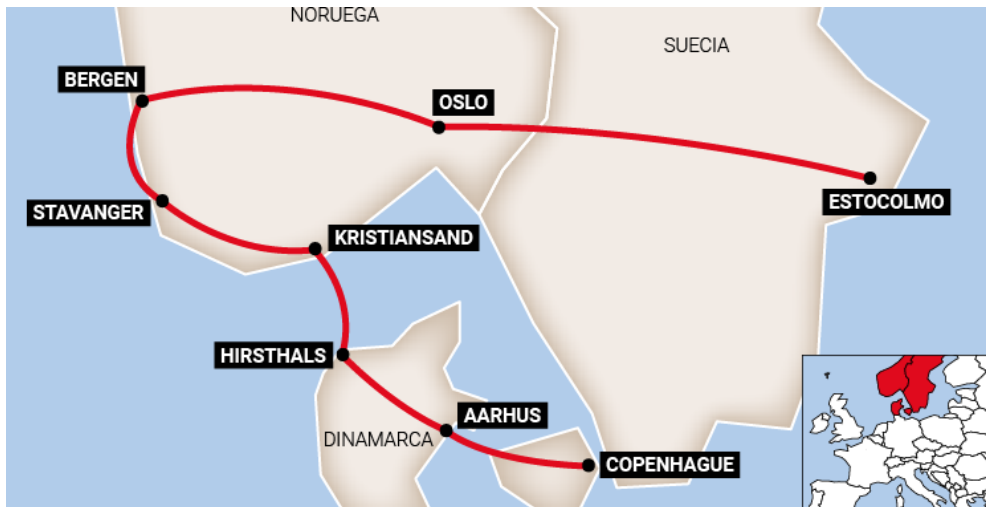 NORUEGA
SUECIA
BERGEN
OSLO
ESTOCOLMO
STAVANGER
KRISTIANSAND
HIRSTHALS
AARHUS
DINAMARCA
COPENHAGUE